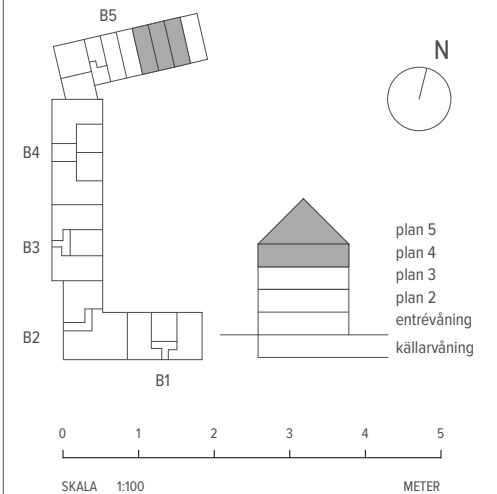 B5
N
B4
B3
B2
B1
plan 5
plan 4
plan 3
plan 2
entrévåning
källarvåning
0 1 2 3 4 5
SKALA 1:100 METER